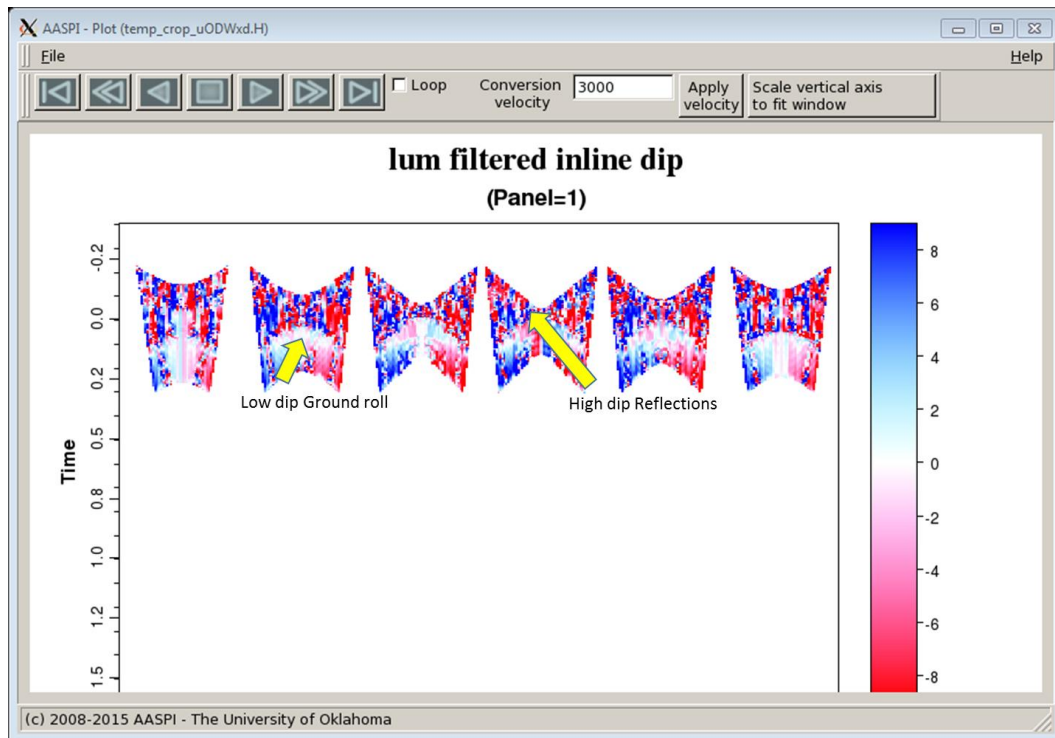 AASPI - Plot (temp_crop_uODWxd.H)
File Help
Loop Conversion velocity 3000 Apply velocity Scale vertical axis to fit window
lum filtered inline dip
(Panel=1)
-0.2
0.0
0.2
0.5
0.8
1.0
1.2
1.5
Time
Low dip Ground roll
High dip Reflections
8
6
4
2
0
-2
-4
-6
-8
(c) 2008-2015 AASPI - The University of Oklahoma